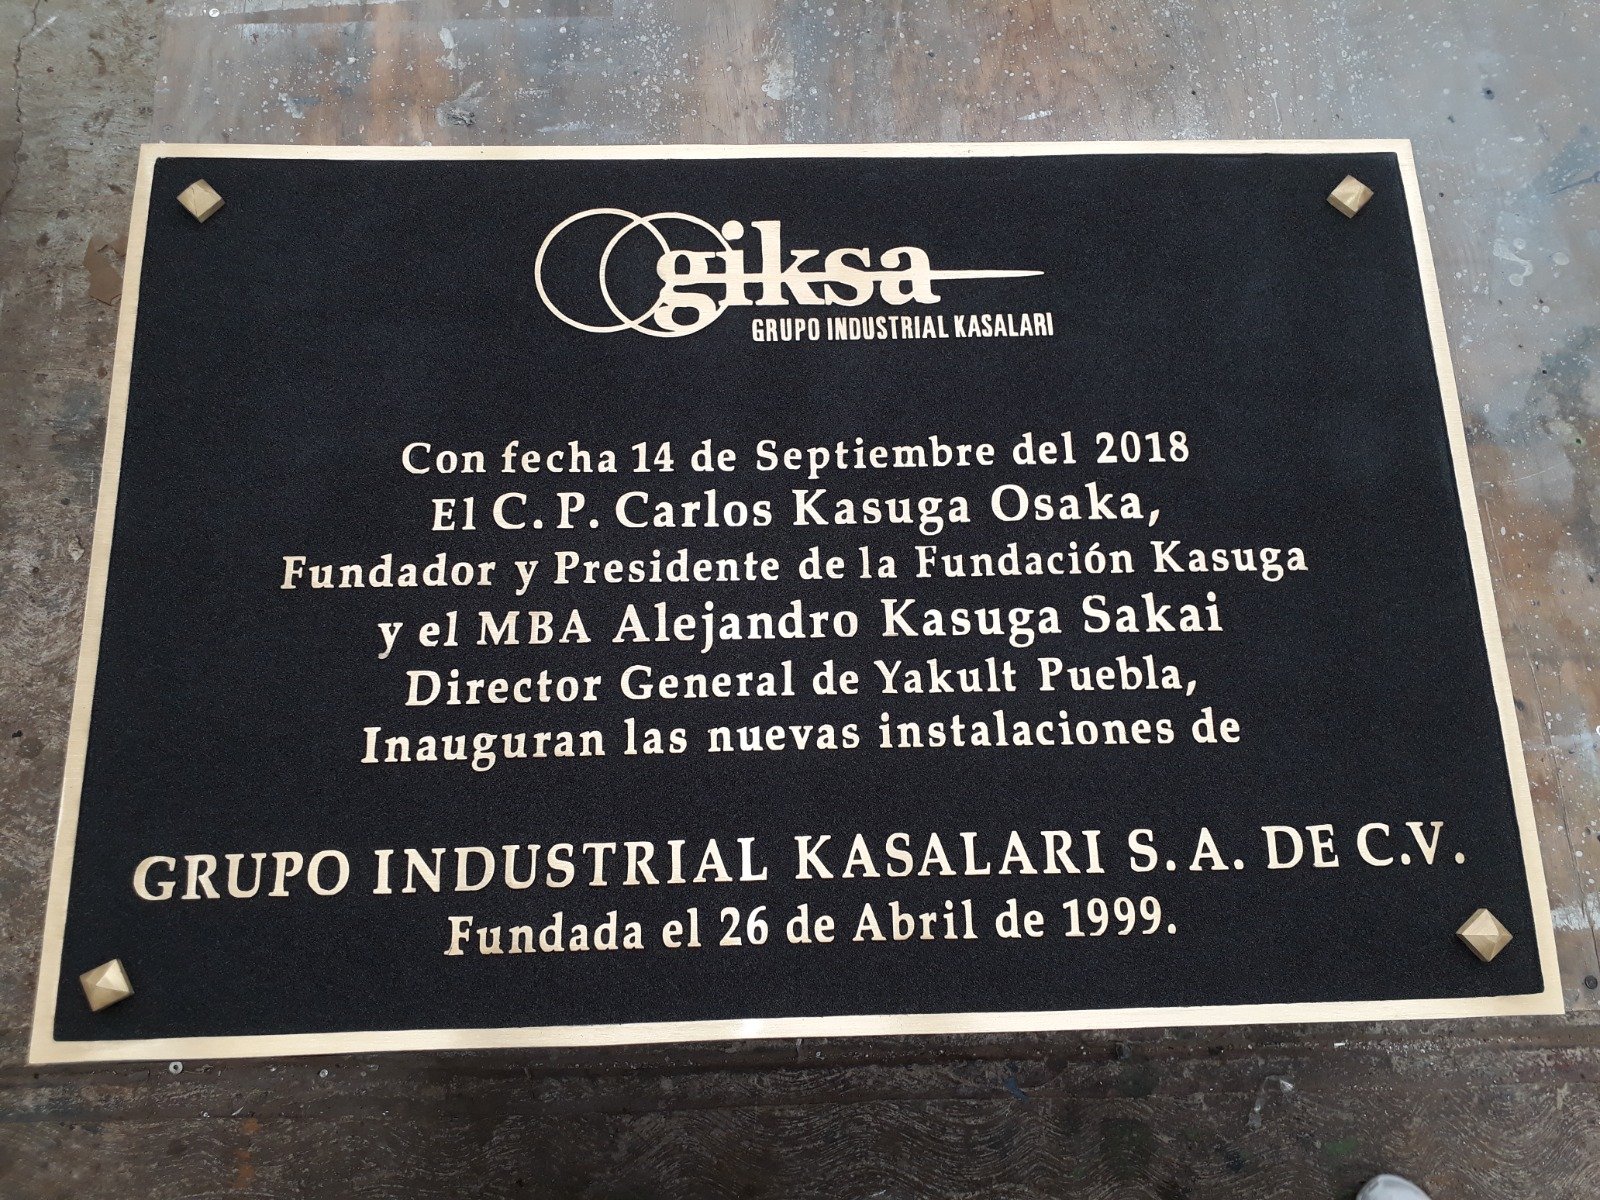 giksa
GRUPO INDUSTRIAL KASALARI
Con fecha 14 de Septiembre del 2018
El C. P. Carlos Kasuga Osaka,
Fundador y Presidente de la Fundación Kasuga
y el MBA Alejandro Kasuga Sakai
Director General de Yakult Puebla,
Inauguran las nuevas instalaciones de
GRUPO INDUSTRIAL KASALARI S. A. DE C.V.
Fundada el 26 de Abril de 1999.